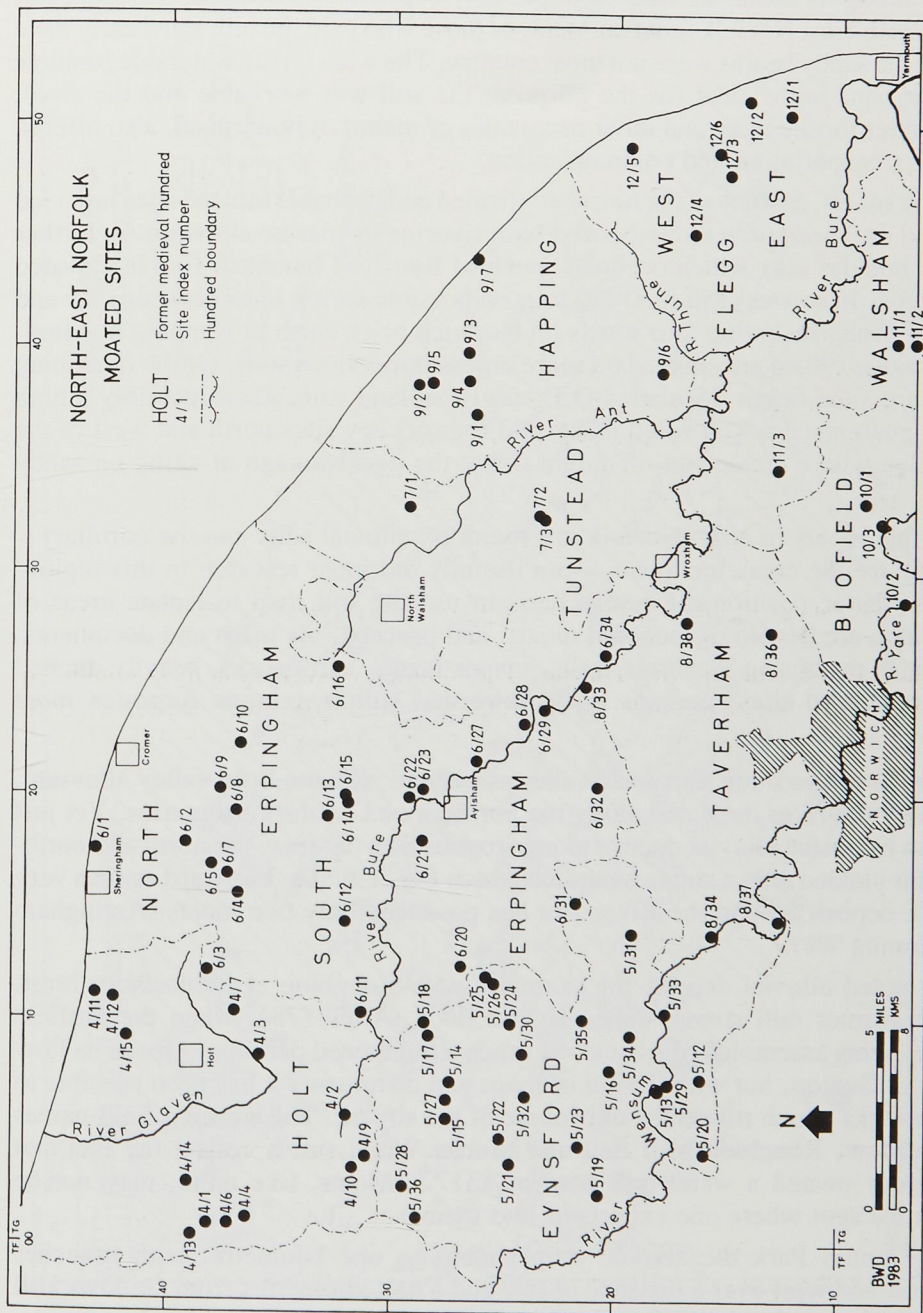 NORTH-EAST NORFOLK
MOATED SITES
HOLT Former medieval hundred
4/1 Site index number
Hundred boundary
TF TG
00
10
20
30
40
50
Sheringham
6/1
Cromer
4/11
4/12
4/15
NORTH
ERPINGHAM
6/2
6/9
6/10
6/5
6/7
6/8
6/4
6/3
4/7
Holt
4/3
River Glaven
4/14
4/13
4/1
4/6
4/4
HOLT
4/2
4/10
4/9
5/28
5/36
SOUTH
ERPINGHAM
6/11
6/12
6/13
6/14
6/15
6/16
River Bure
North
Walsham
6/21
6/22
6/23
Aylsham
6/27
6/28
6/29
6/20
5/25
5/26
5/24
5/18
5/17
5/14
5/27
5/15
5/30
5/22
5/32
5/21
EYNSFORD
5/35
5/23
5/19
5/16
5/34
5/33
5/31
5/12
5/13
5/29
5/20
River Wensum
6/31
6/32
8/33
6/34
8/34
8/37
8/38
8/36
TAVERHAM
Wroxham
TUNSTEAD
7/1
7/2
7/3
River Ant
HAPPING
9/2
9/5
9/3
9/4
9/1
9/7
9/6
R. Thurne
WEST
FLEGG
EAST
12/5
12/4
12/6
12/3
12/2
12/1
River Bure
Yarmouth
WALSHAM
11/1
11/2
11/3
BLOFIELD
10/1
10/3
10/2
R. Yare
NORWICH
30
20
10
TF TG
N
BWD
1983
0 5 MILES
0 8 KMS